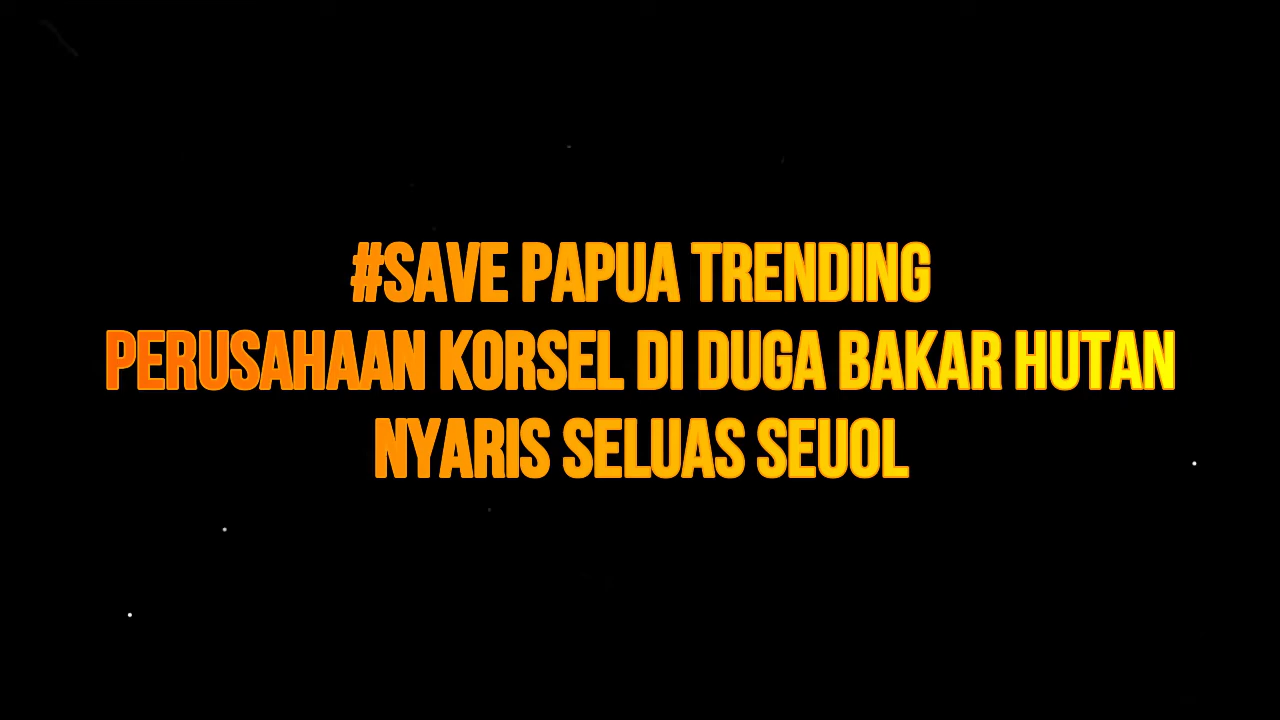 #SAVE PAPUA TRENDING
PERUSAHAAN KORSEL DI DUGA BAKAR HUTAN
NYARIS SELUAS SEUOL